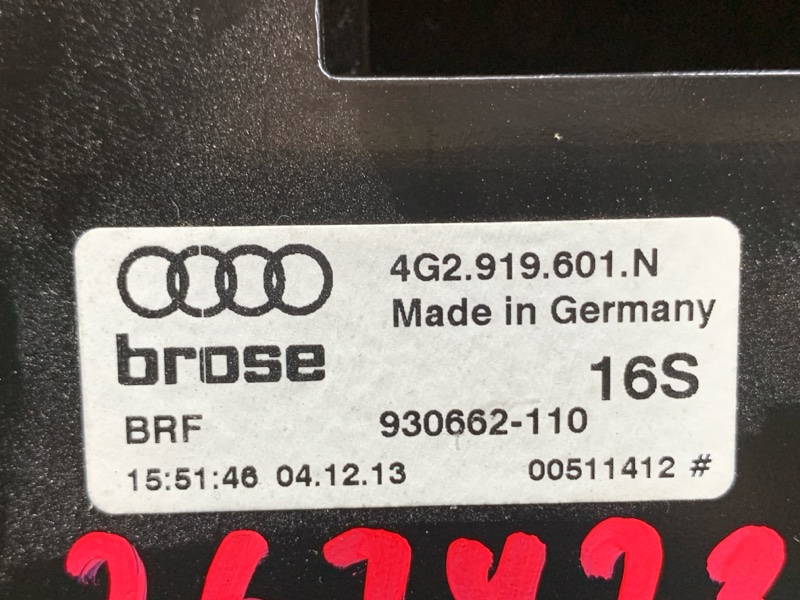 4G2.919.601.N
Made in Germany
brose
16S
BRF 930662-110
15:51:46 04.12.13 00511412 #